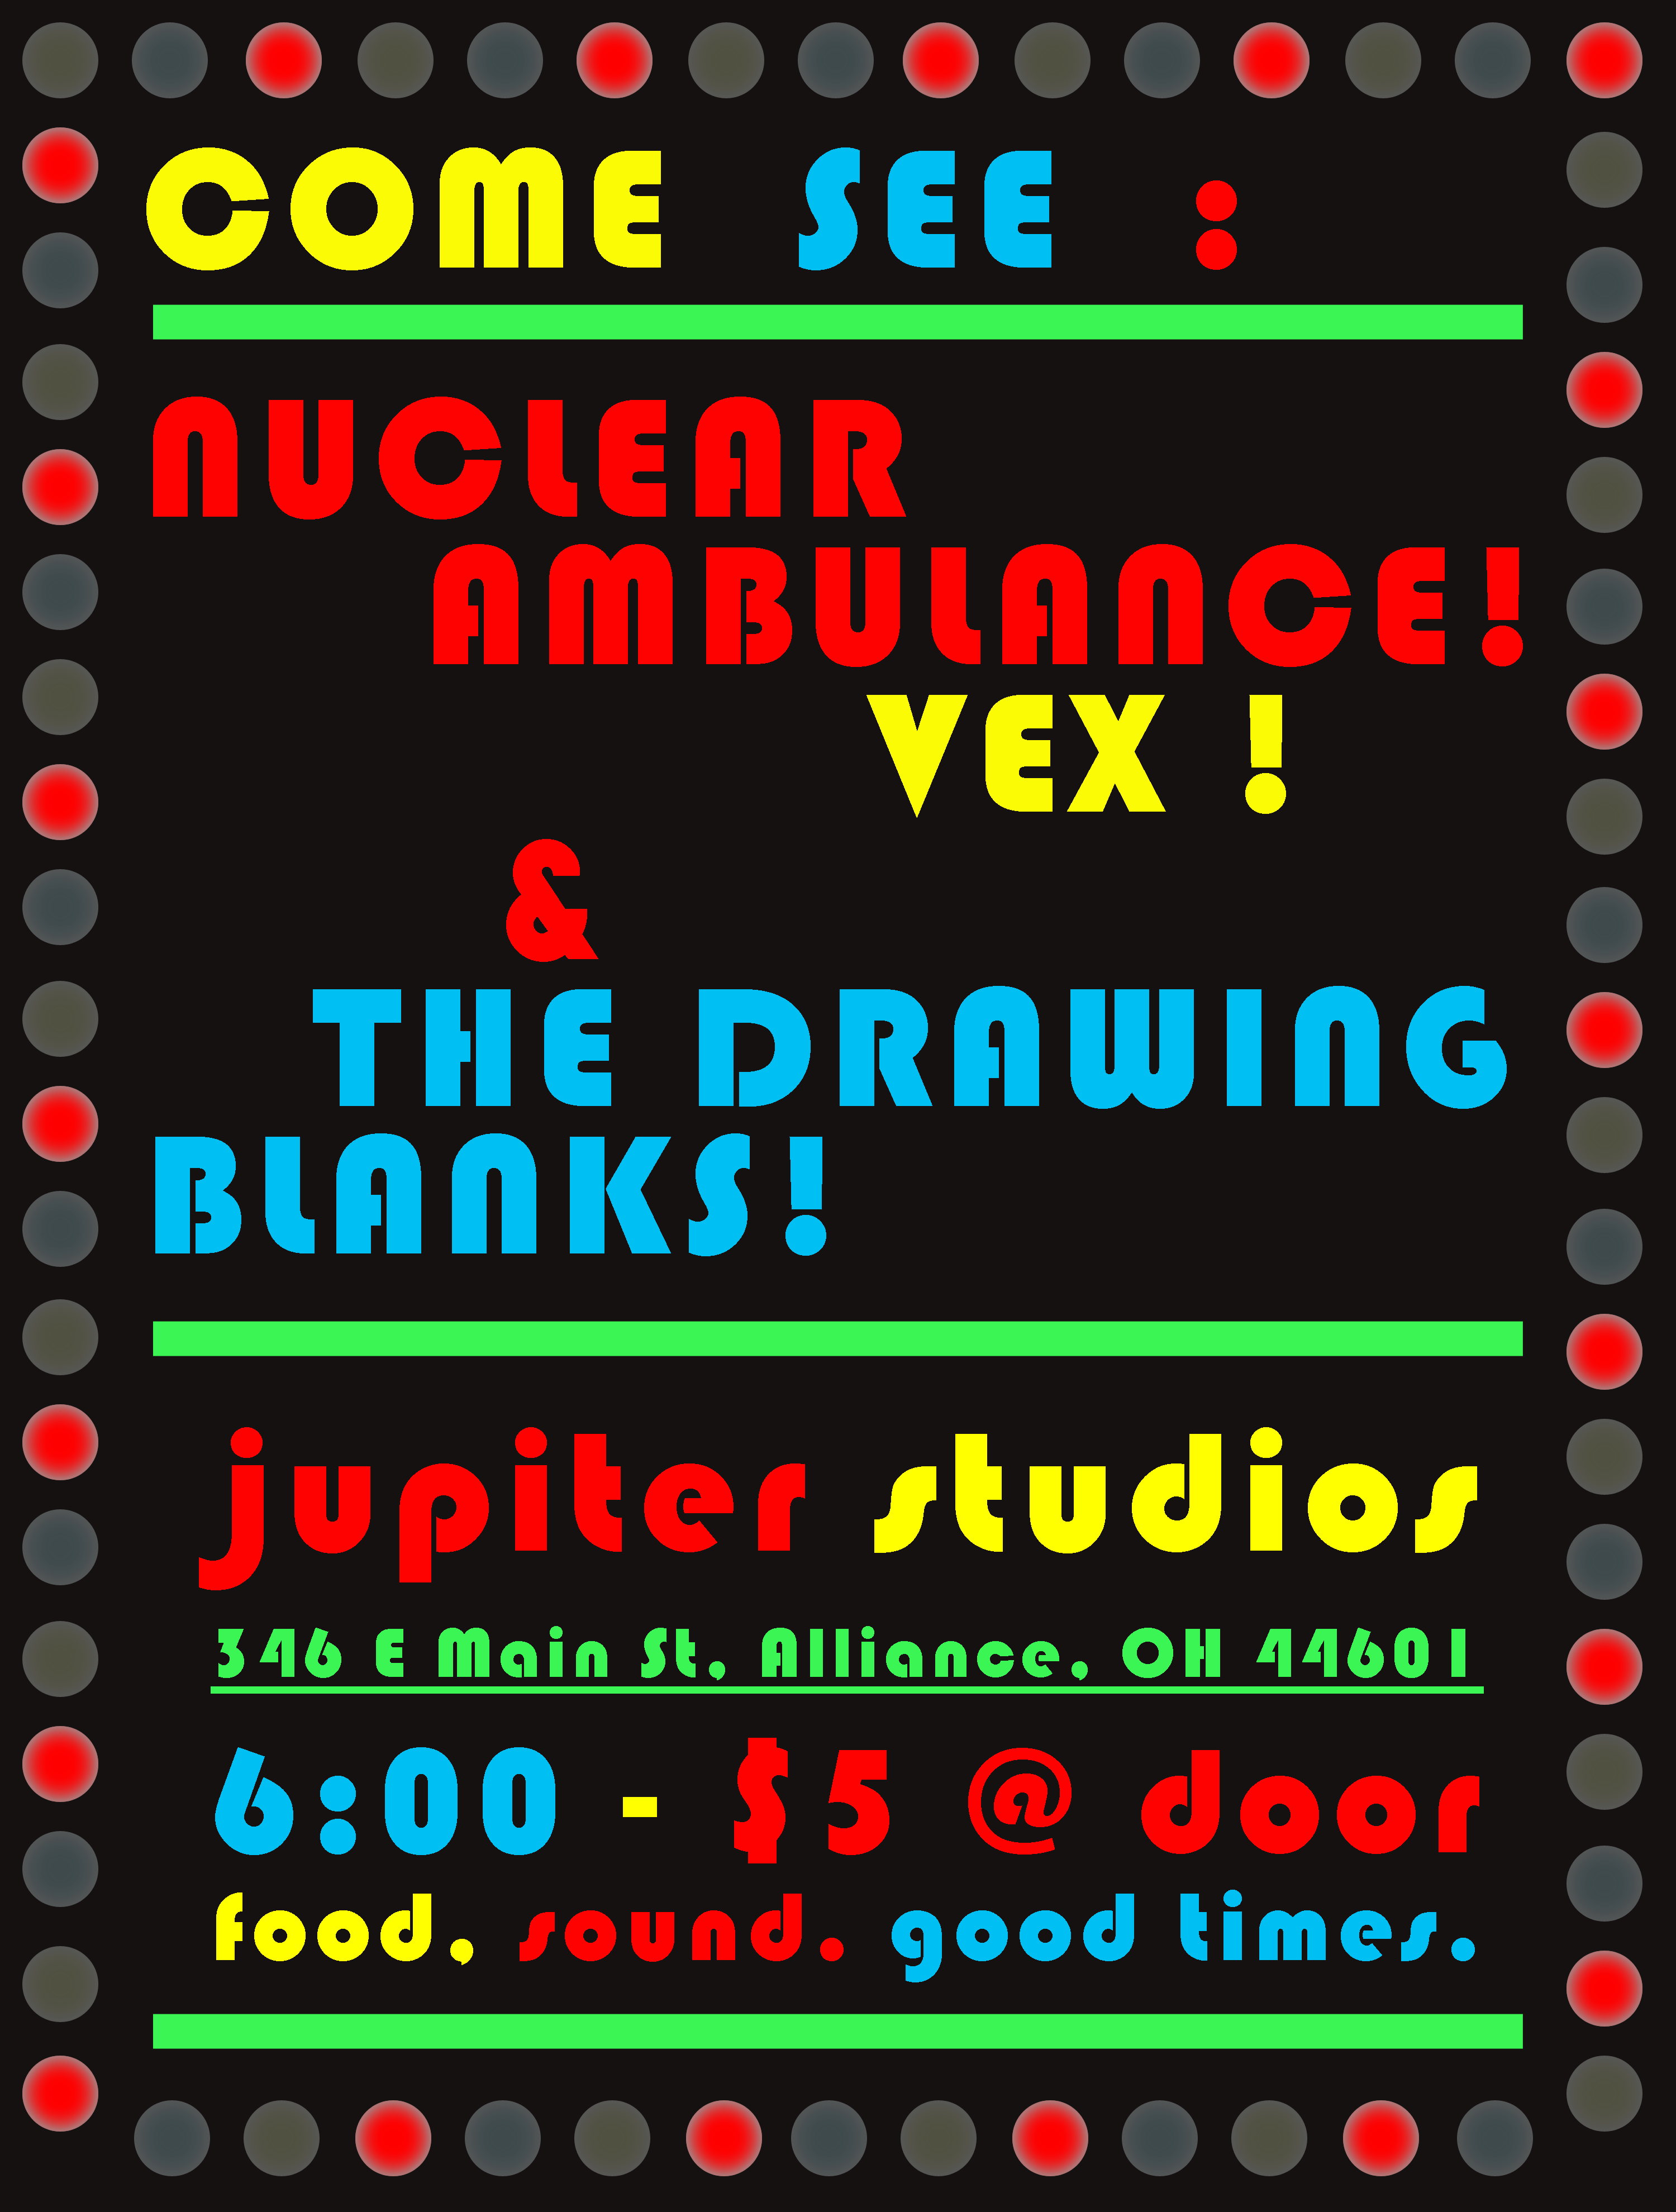 COME SEE :
NUCLEAR
AMBULANCE!
VEX !
&
THE DRAWING
BLANKS!
jupiter studios
346 E Main St, Alliance, OH 44601
6:00 - $5 @ door
food, sound. good times.